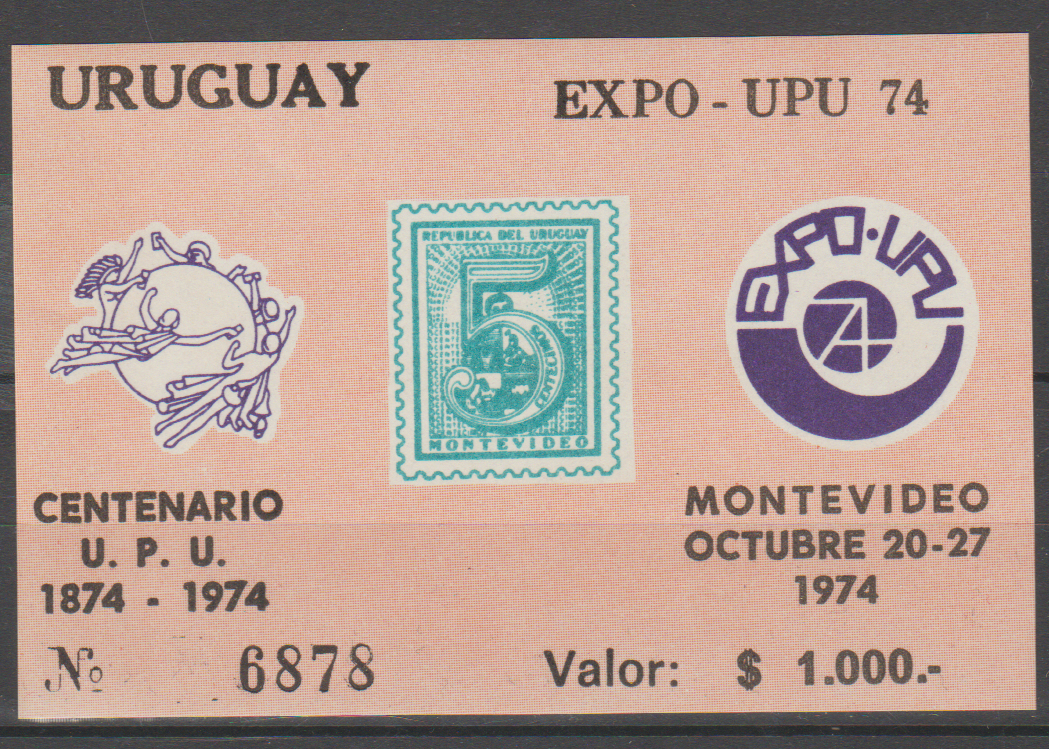 URUGUAY
EXPO - UPU 74
REPUBLICA DEL URUGUAY
5
CENTESIMOS
MONTEVIDEO
EXPO·UPU
74
CENTENARIO
U. P. U.
1874 - 1974
MONTEVIDEO
OCTUBRE 20-27
1974
Nº 6878
Valor: $ 1.000.-